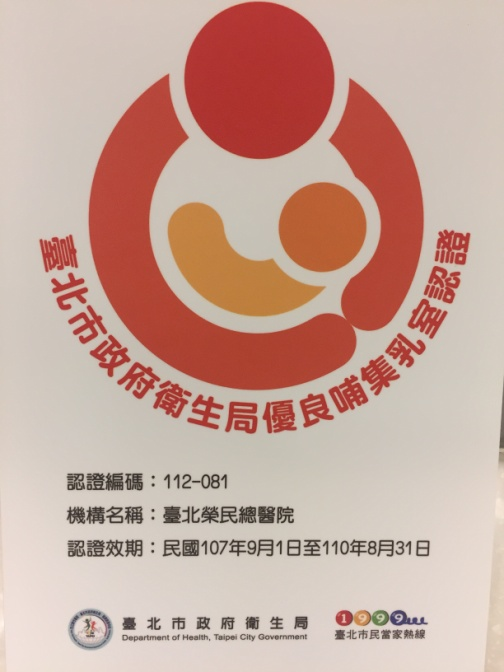 臺北市政府衛生局優良哺集乳室認證
認證編碼：112-081
機構名稱：臺北榮民總醫院
認證效期：民國107年9月1日至110年8月31日
臺北市政府衛生局
Department of Health, Taipei City Government
1999
臺北市民當家熱線